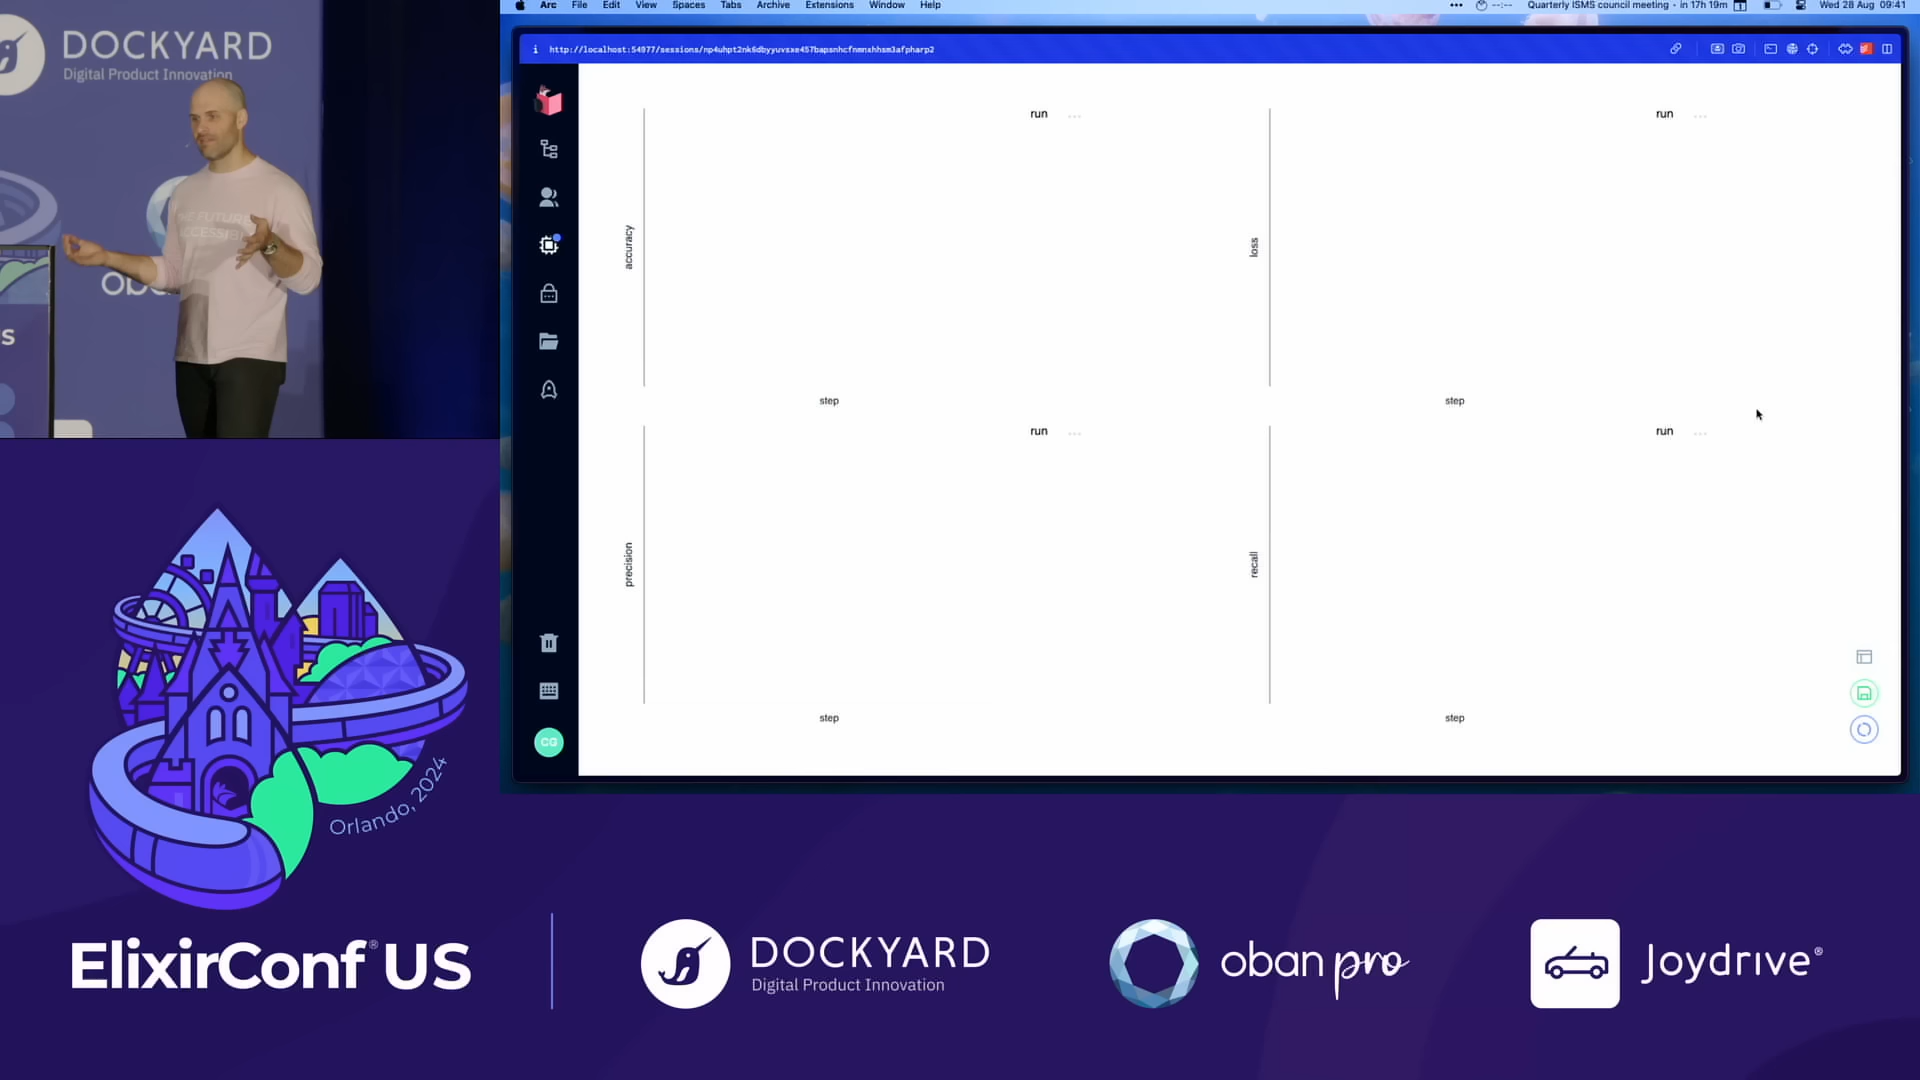 DOCKYARD
Digital Product Innovation
Arc File Edit View Spaces Tabs Archive Extensions Window Help
Quarterly ISMS council meeting - in 17h 19m
Wed 28 Aug 09:41
run ...
run ...
accuracy
loss
step
step
run ...
run ...
precision
recall
step
step
CG
Orlando, 2024
ElixirConf® US
DOCKYARD
Digital Product Innovation
oban pro
Joydrive®